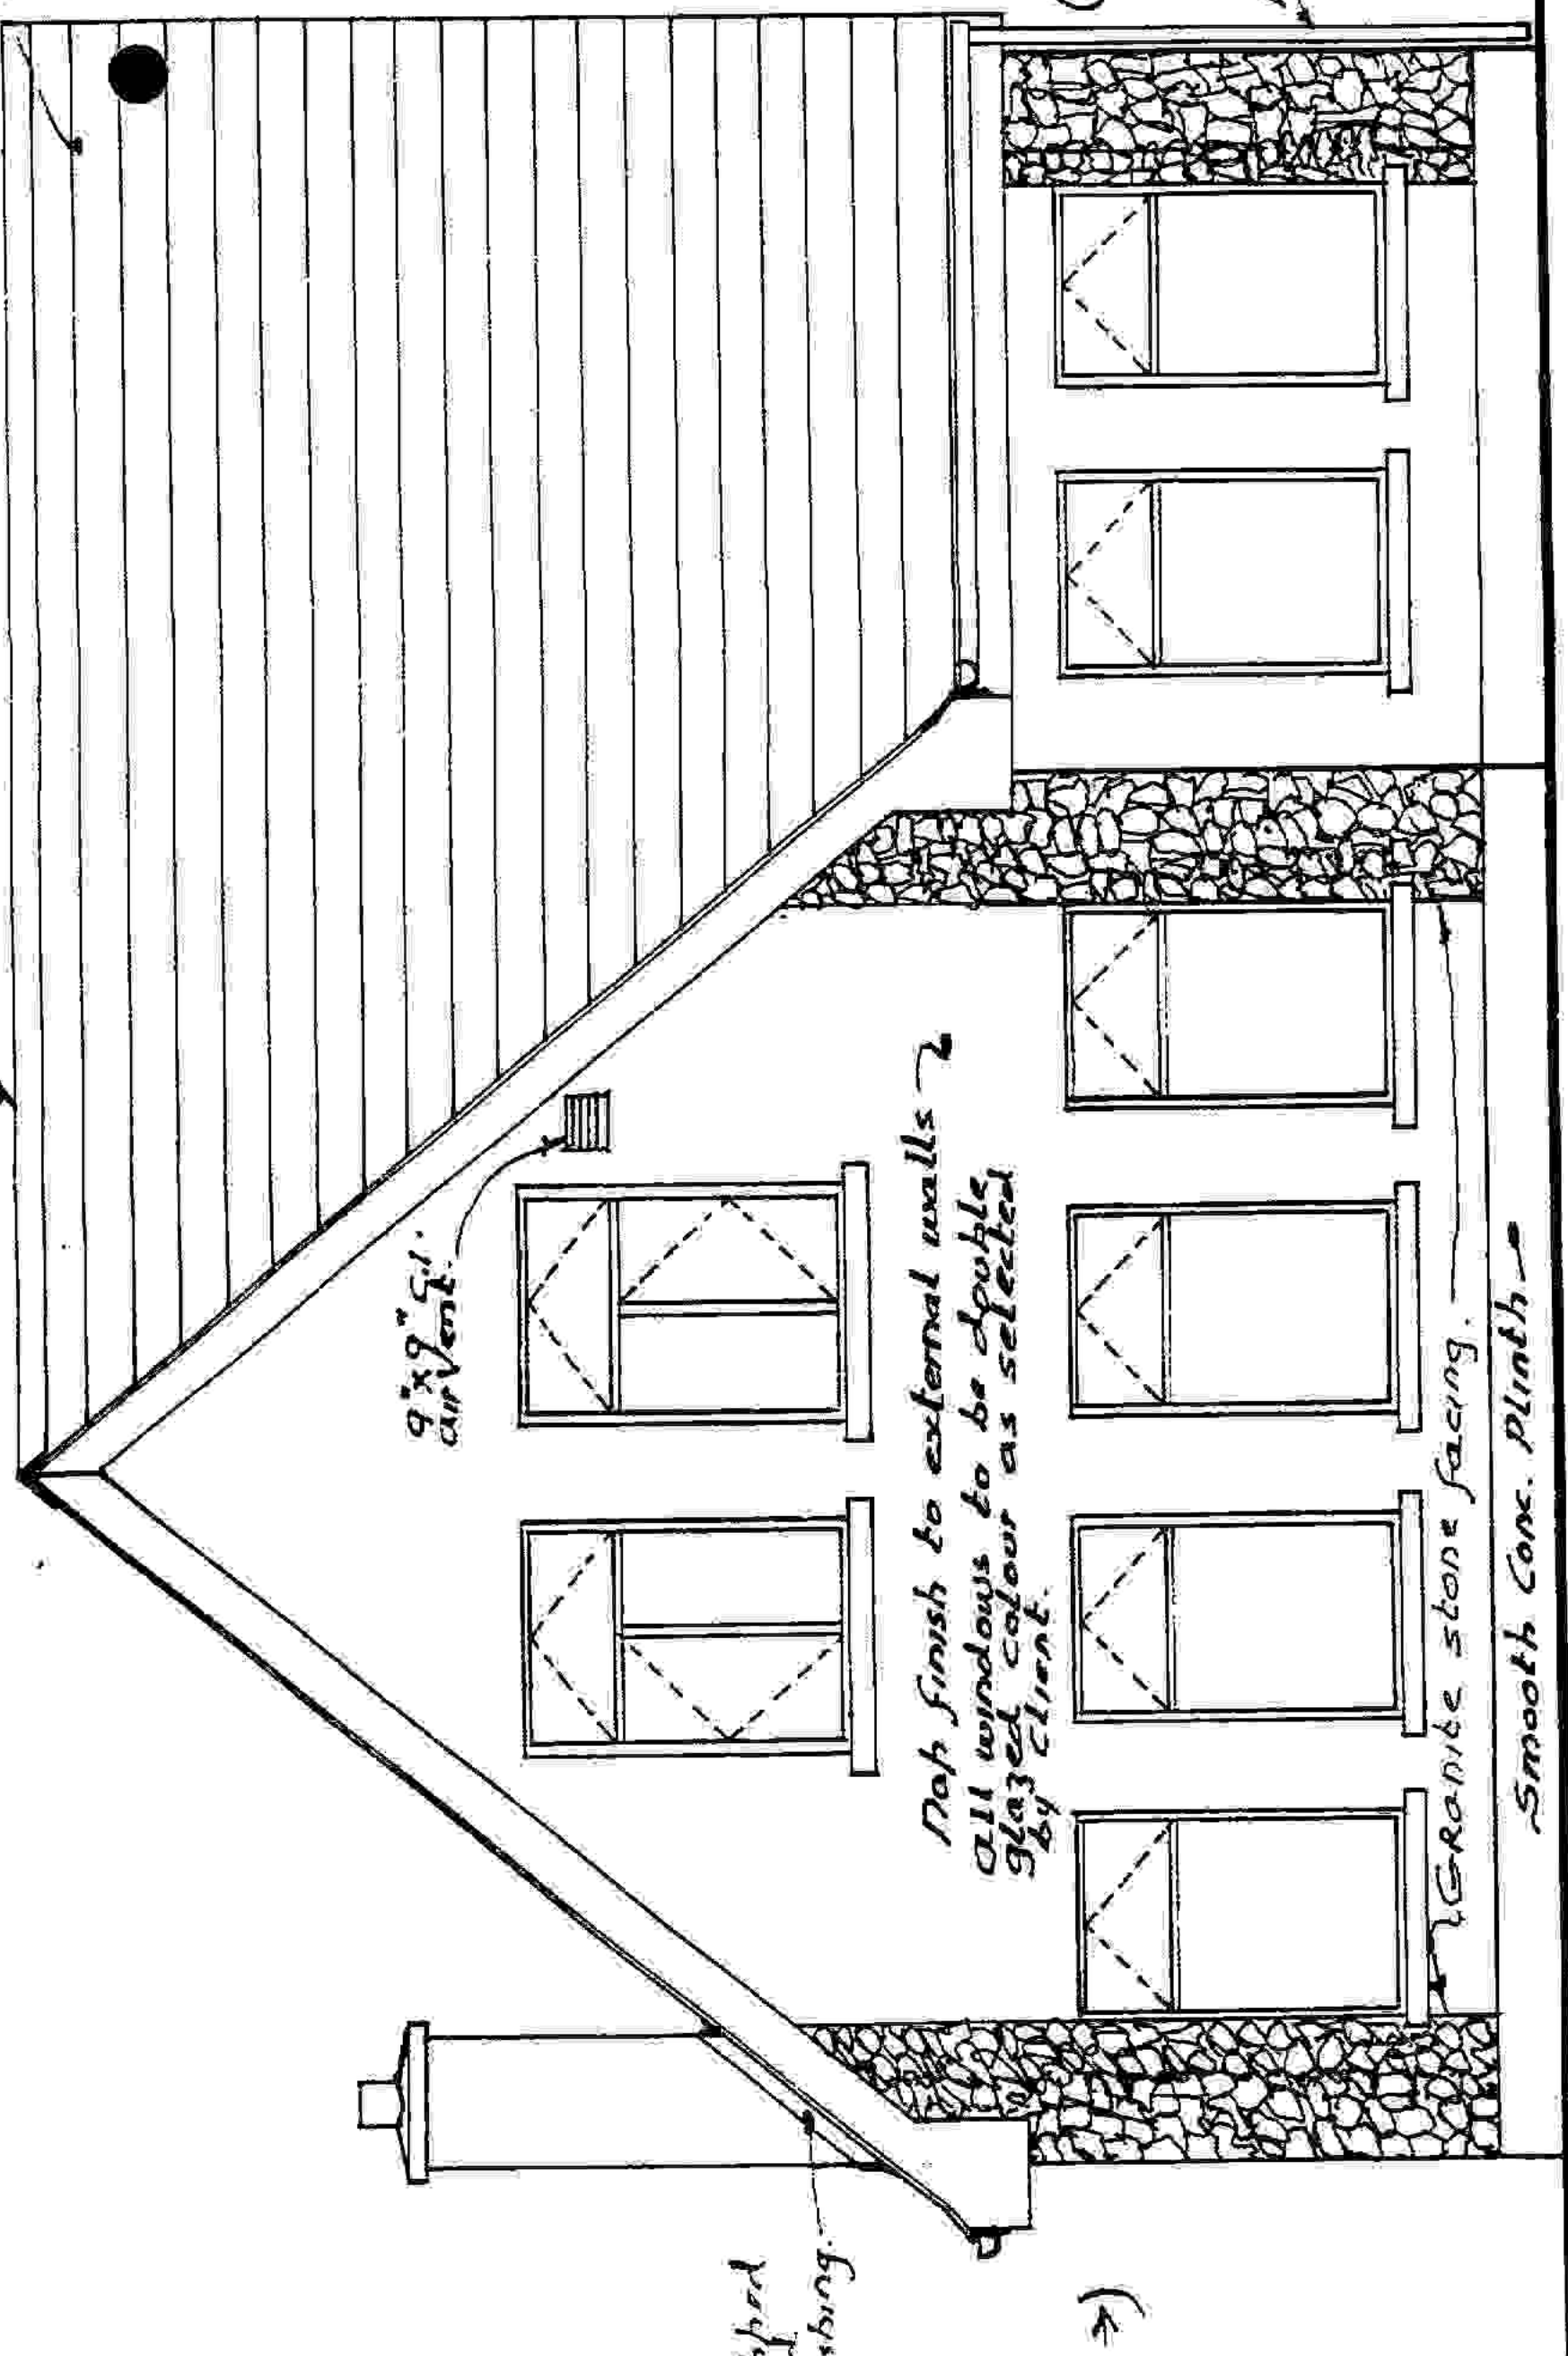 9"x9" C.I.
air Vent.
Nap finish to external walls
All windows to be double
glazed colour as selected
by client.
Granite stone facing.
Smooth Conc. Plinth